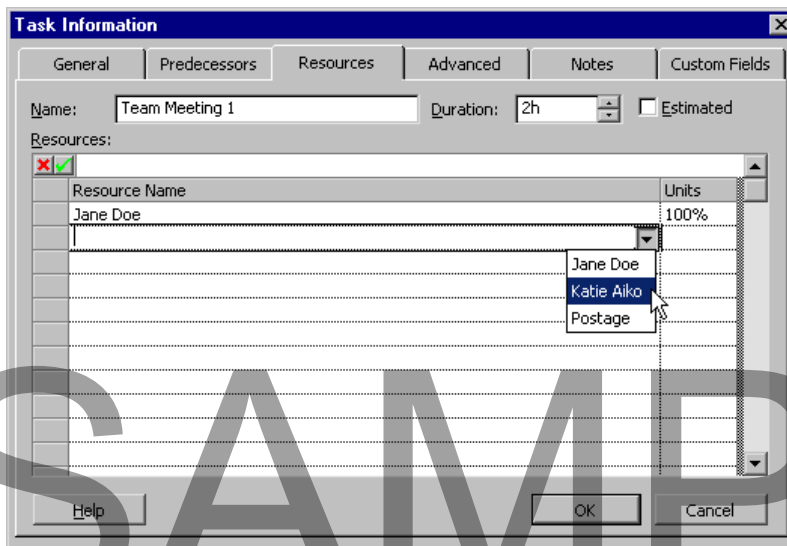 Task Information
General Predecessors Resources Advanced Notes Custom Fields
Name: Team Meeting 1 Duration: 2h Estimated
Resources:
Resource Name Units
Jane Doe 100%
Jane Doe
Katie Aiko
Postage
SAMP
Help OK Cancel